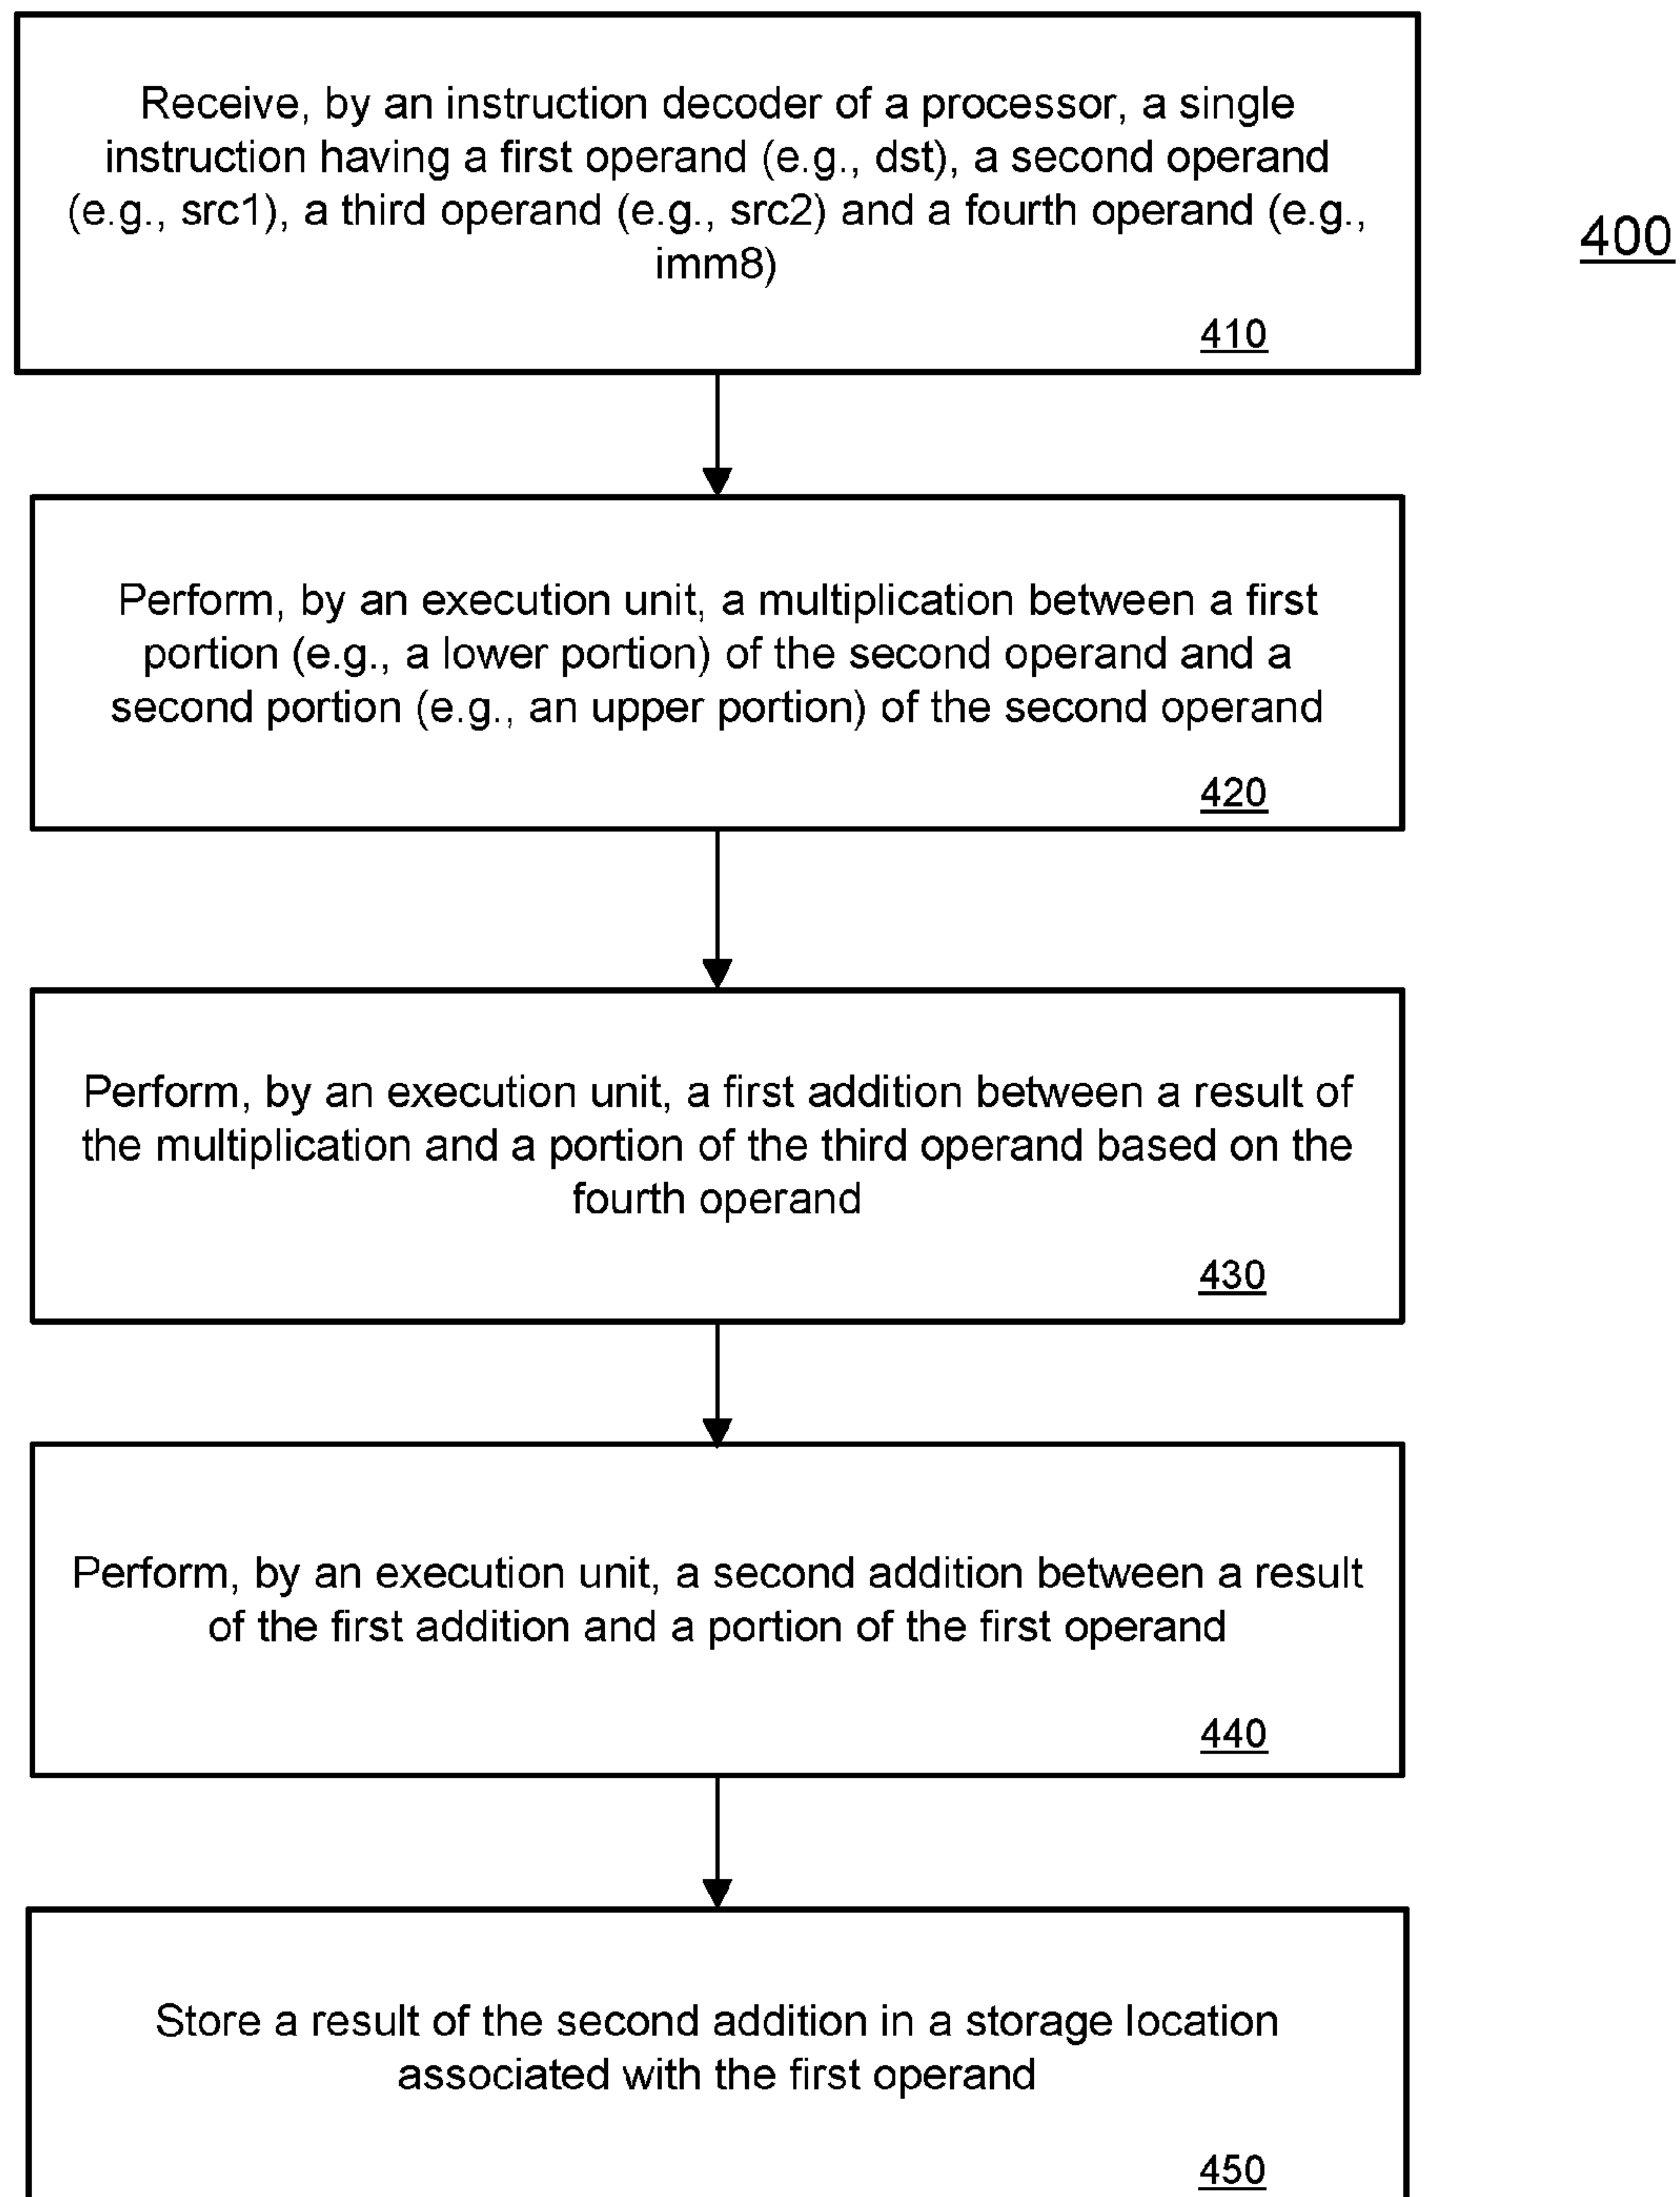 Receive, by an instruction decoder of a processor, a single
instruction having a first operand (e.g., dst), a second operand
(e.g., src1), a third operand (e.g., src2) and a fourth operand (e.g.,
imm8)
410
400
Perform, by an execution unit, a multiplication between a first
portion (e.g., a lower portion) of the second operand and a
second portion (e.g., an upper portion) of the second operand
420
Perform, by an execution unit, a first addition between a result of
the multiplication and a portion of the third operand based on the
fourth operand
430
Perform, by an execution unit, a second addition between a result
of the first addition and a portion of the first operand
440
Store a result of the second addition in a storage location
associated with the first operand
450